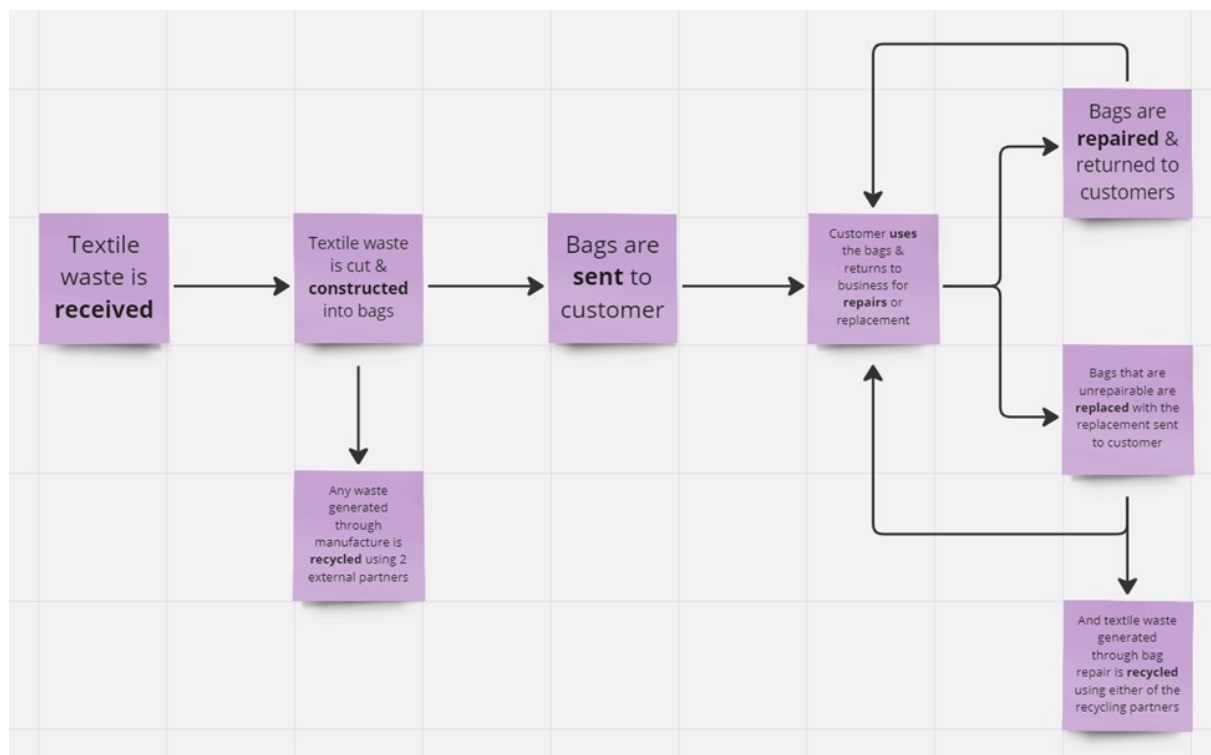 Textile
waste is
received
Textile waste
is cut &
constructed
into bags
Any waste
generated
through
manufacture is
recycled using 2
external partners
Bags are
sent to
customer
Customer uses
the bags &
returns to
business for
repairs or
replacement
Bags are
repaired &
returned to
customers
Bags that are
unrepairable are
replaced with the
replacement sent
to customer
And textile waste
generated
through bag
repair is recycled
using either of the
recycling partners